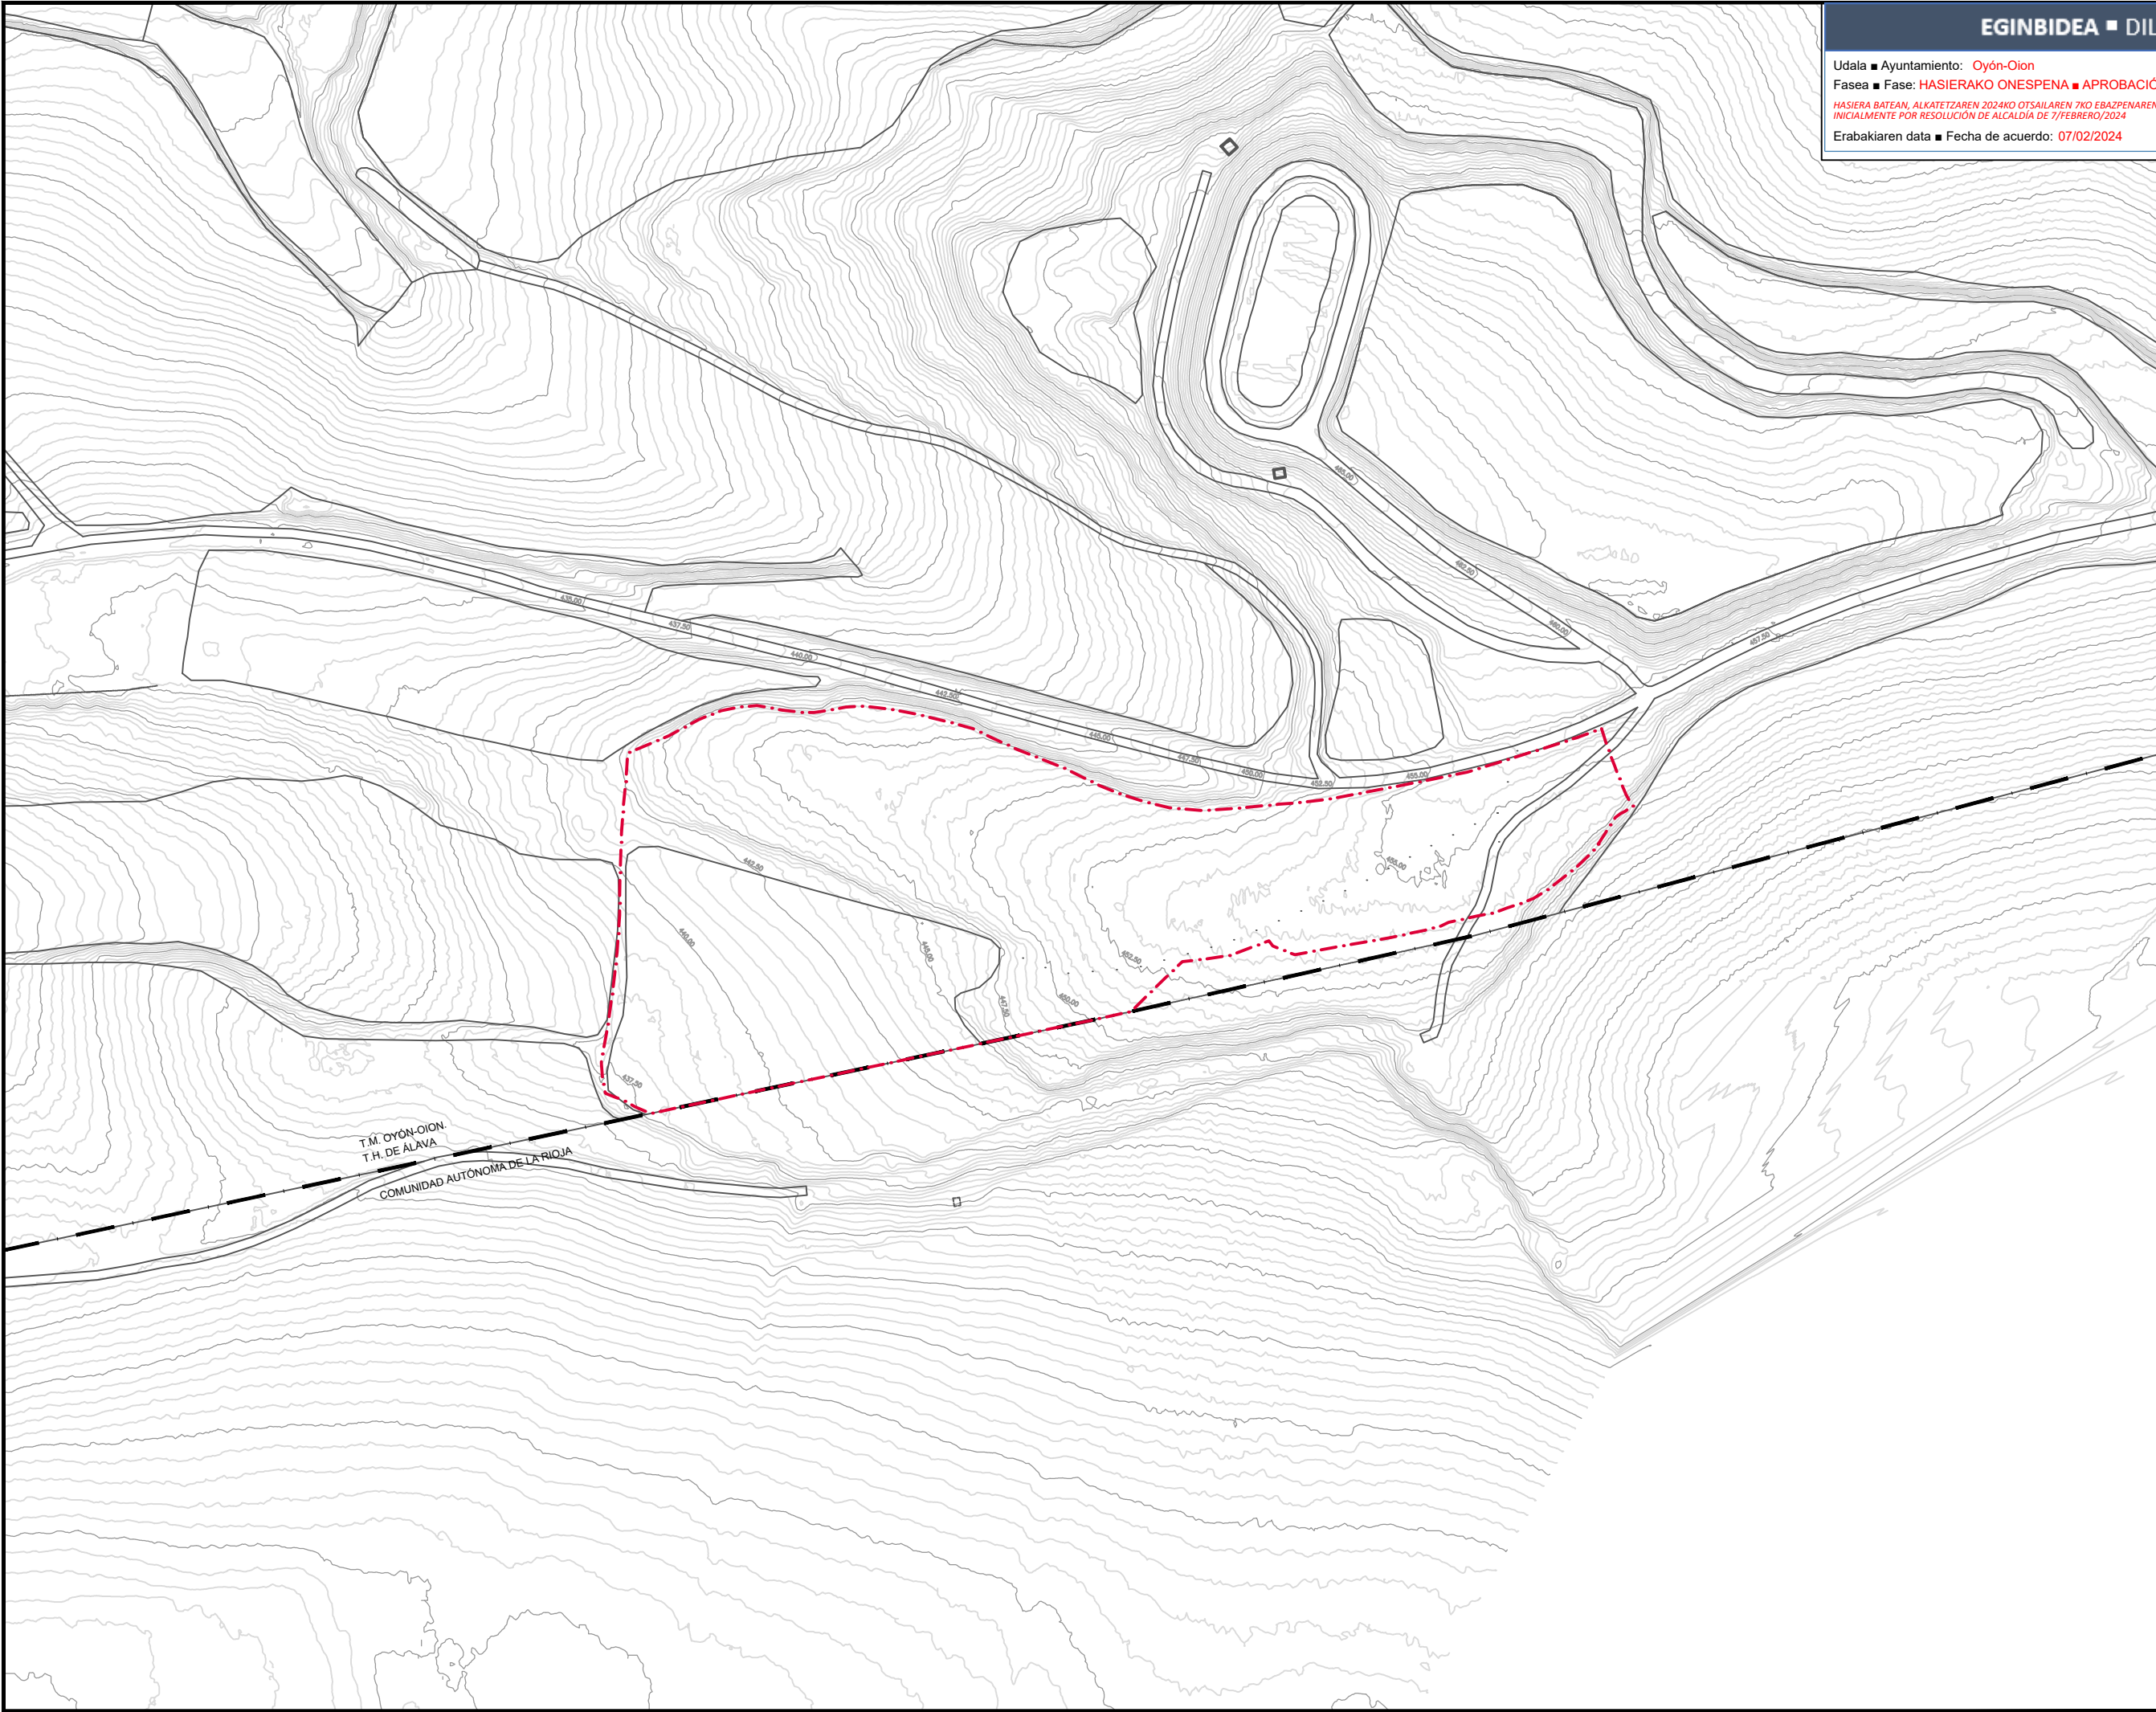 EGINBIDEA ■ DIL
Udala ■ Ayuntamiento: Oyón-Oion
Fasea ■ Fase: HASIERAKO ONESPENA ■ APROBACIÓ
HASIERA BATEAN, ALKATETZAREN 2024KO OTSAILAREN 7KO EBAZPENAREN
INICIALMENTE POR RESOLUCIÓN DE ALCALDÍA DE 7/FEBRERO/2024
Erabakiaren data ■ Fecha de acuerdo: 07/02/2024
465.00
462.50
460.00
457.50
435.00
437.50
440.00
442.50
445.00
447.50
450.00
452.50
455.00
442.50
455.00
440.00
445.00
452.50
447.50
450.00
437.50
T.M. OYÓN-OION.
T.H. DE ÁLAVA
COMUNIDAD AUTÓNOMA DE LA RIOJA